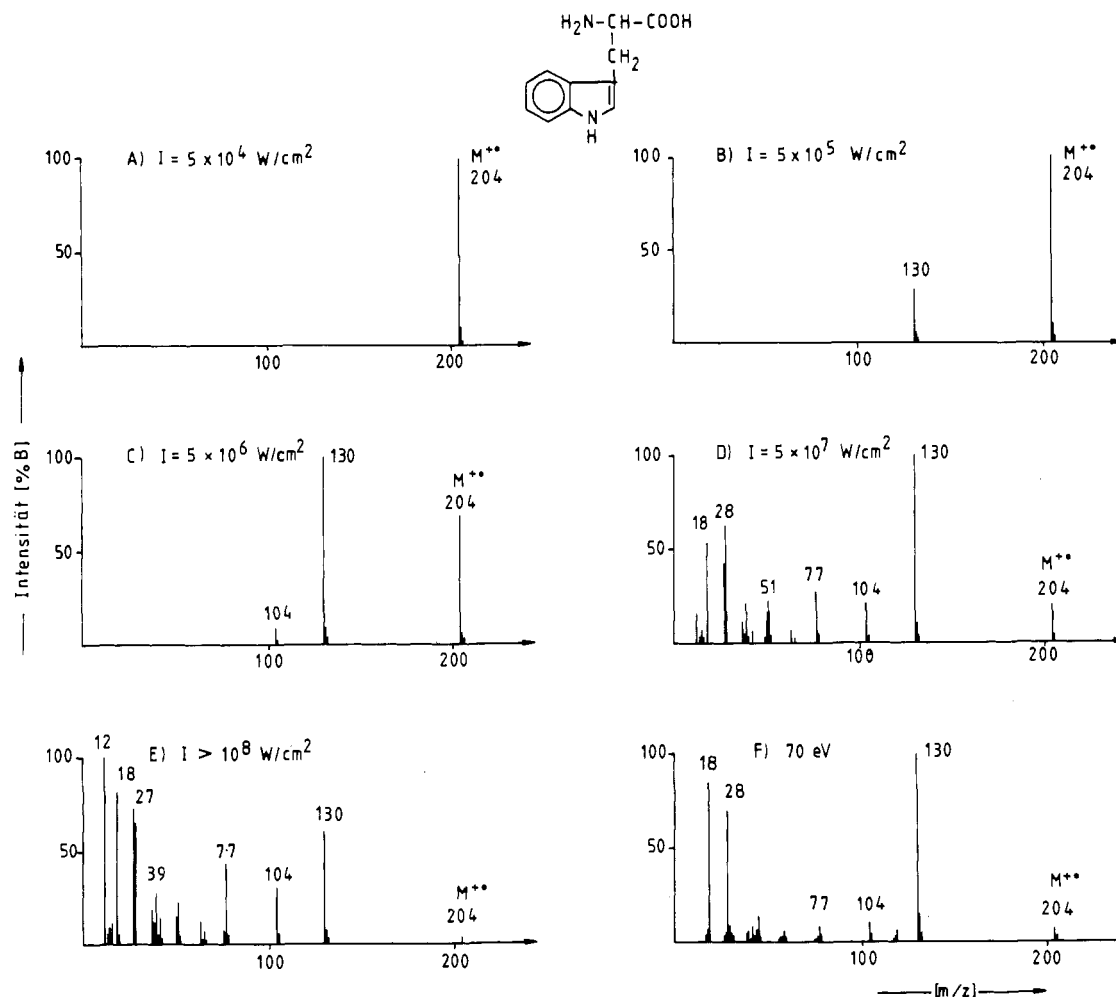 H₂N-CH-COOH
CH₂
N
H
A) I = 5 × 10⁴ W/cm²
100
50
M⁺•
204
100
200
B) I = 5 × 10⁵ W/cm²
100
50
130
M⁺•
204
100
200
Intensität [%B]
C) I = 5 × 10⁶ W/cm²
100
50
104
130
M⁺•
204
100
200
D) I = 5 × 10⁷ W/cm²
100
50
18
28
51
77
104
130
M⁺•
204
100
200
E) I > 10⁸ W/cm²
100
50
12
18
27
39
77
104
130
M⁺•
204
100
200
F) 70 eV
100
50
18
28
77
104
130
M⁺•
204
100
200
[m/z]